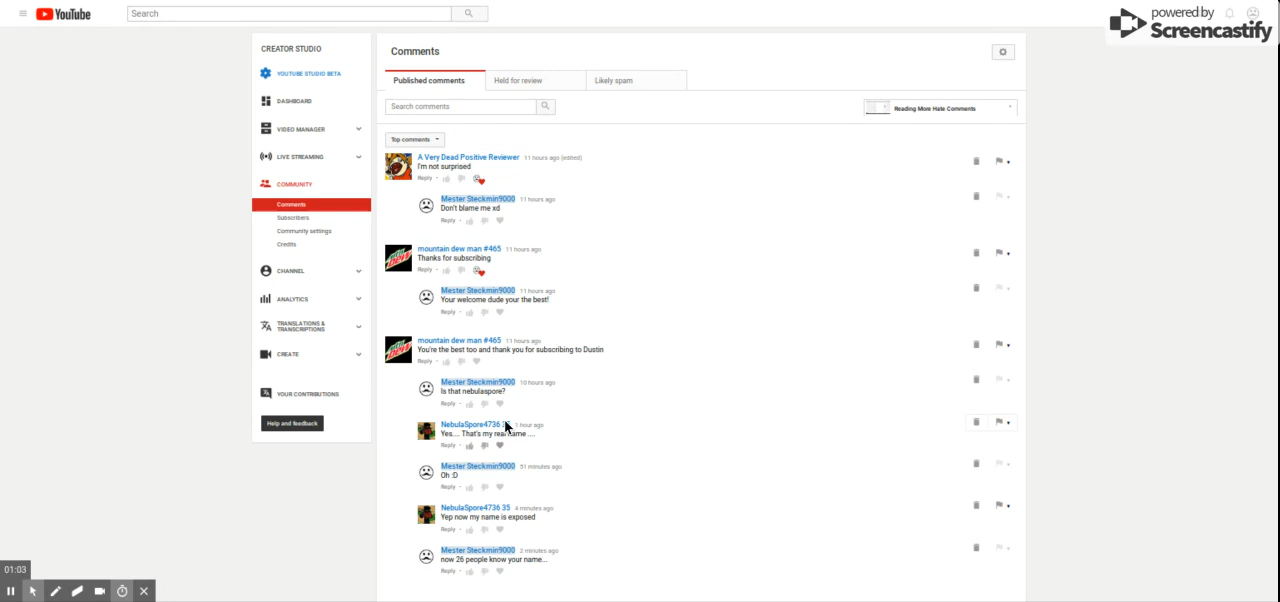 YouTube
Search
powered by
Screencastify
CREATOR STUDIO
YOUTUBE STUDIO BETA
DASHBOARD
VIDEO MANAGER
LIVE STREAMING
COMMUNITY
Comments
Subscribers
Community settings
Credits
CHANNEL
ANALYTICS
TRANSLATIONS &
TRANSCRIPTIONS
CREATE
YOUR CONTRIBUTIONS
Help and feedback
Comments
Published comments
Held for review
Likely spam
Search comments
Reading More Hate Comments
Top comments
A Very Dead Positive Reviewer 11 hours ago (edited)
I'm not surprised
Reply
Mester Steckmin9000 11 hours ago
Don't blame me xd
Reply
mountain dew man #465 11 hours ago
Thanks for subscribing
Reply
Mester Steckmin9000 11 hours ago
Your welcome dude your the best!
Reply
mountain dew man #465 11 hours ago
You're the best too and thank you for subscribing to Dustin
Reply
Mester Steckmin9000 10 hours ago
Is that nebulaspore?
Reply
NebulaSpore4736 1 hour ago
Yes.... That's my real name ....
Reply
Mester Steckmin9000 51 minutes ago
Oh :D
Reply
NebulaSpore4736 35 4 minutes ago
Yep now my name is exposed
Reply
Mester Steckmin9000 2 minutes ago
now 26 people know your name...
Reply
01:03